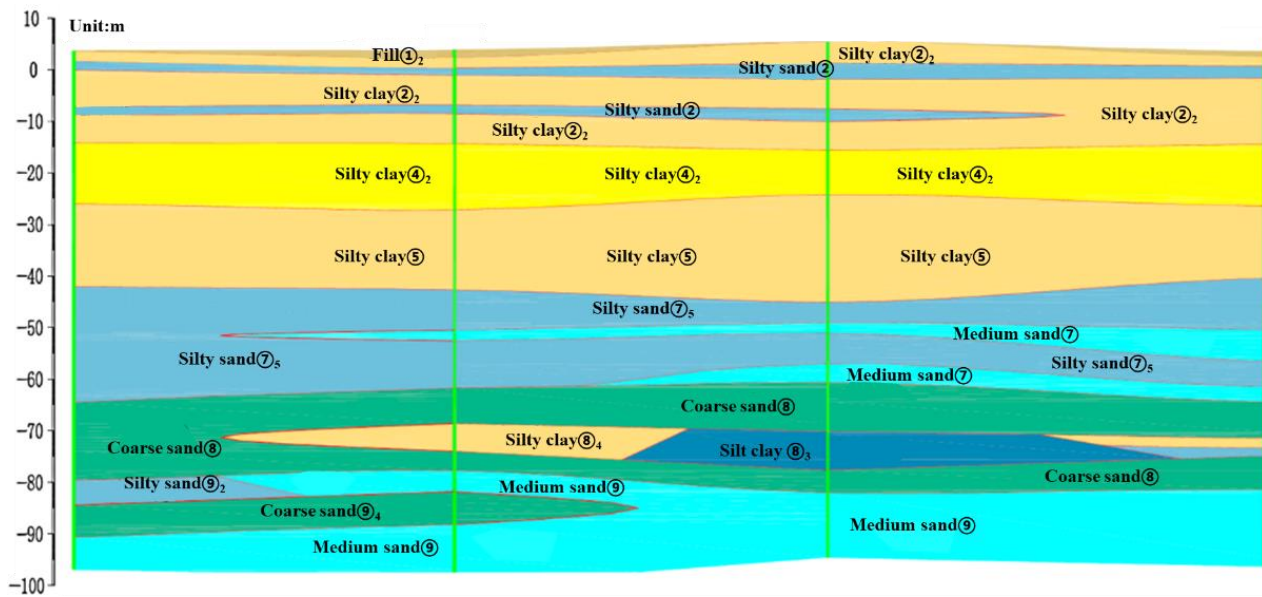 10
Unit:m
Fill①₂
Silty clay②₂
0
Silty sand②
Silty clay②₂
Silty sand②
−10
Silty clay②₂
Silty clay②₂
−20
Silty clay④₂
Silty clay④₂
Silty clay④₂
−30
Silty clay⑤
Silty clay⑤
Silty clay⑤
−40
Silty sand⑦₅
−50
Medium sand⑦
Silty sand⑦₅
Silty sand⑦₅
−60
Medium sand⑦
Coarse sand⑧
−70
Coarse sand⑧
Silty clay⑧₄
Silt clay ⑧₃
Coarse sand⑧
−80
Silty sand⑨₂
Medium sand⑨
Coarse sand⑨₄
−90
Medium sand⑨
Medium sand⑨
−100